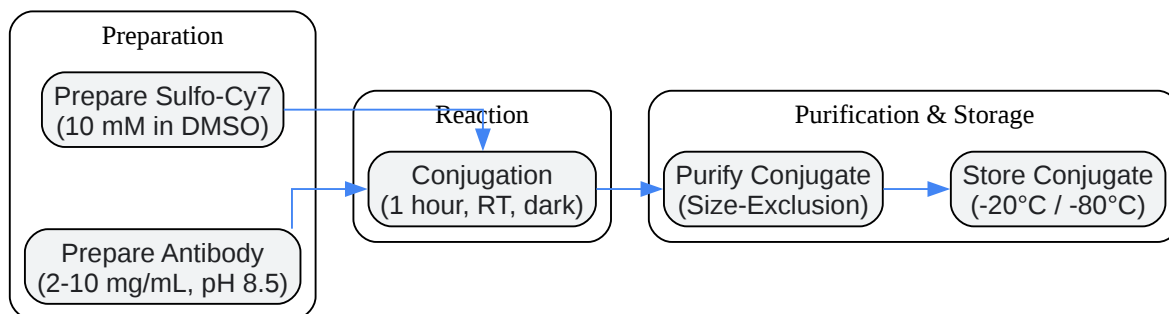 Preparation
Prepare Sulfo-Cy7
(10 mM in DMSO)
Prepare Antibody
(2-10 mg/mL, pH 8.5)
Reaction
Conjugation
(1 hour, RT, dark)
Purification & Storage
Purify Conjugate
(Size-Exclusion)
Store Conjugate
(-20°C / -80°C)